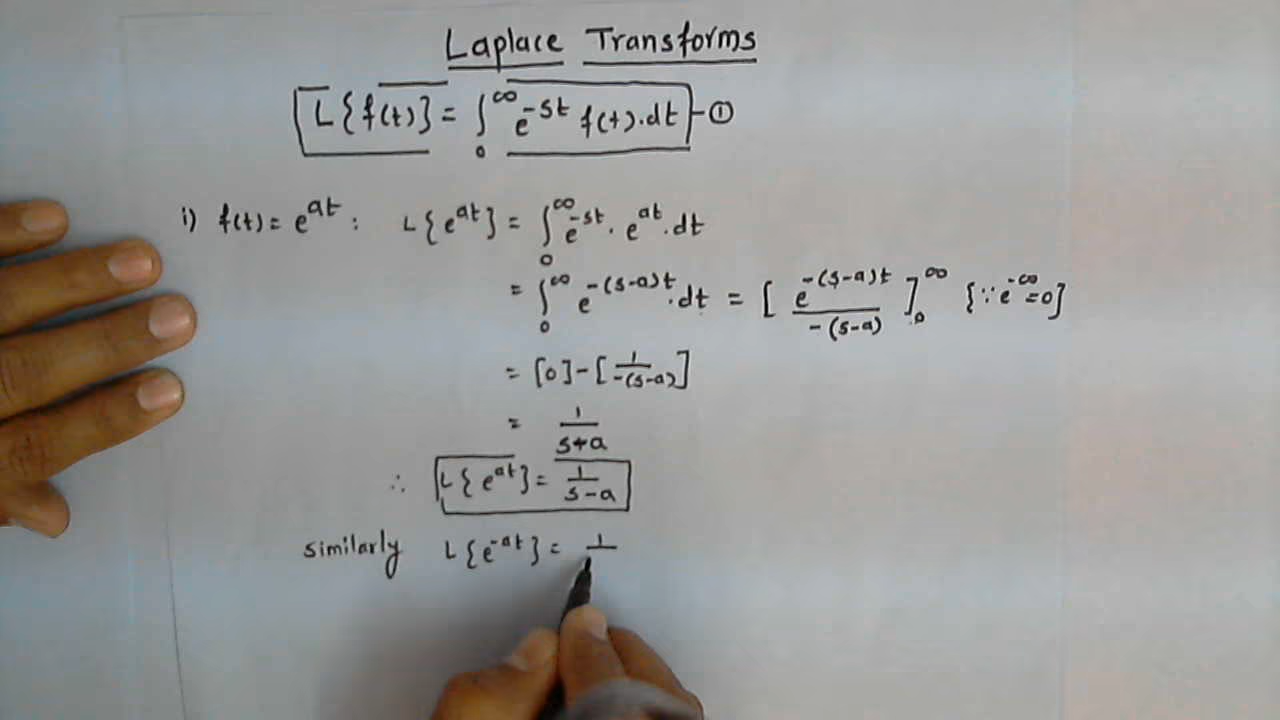 Laplace Transforms
L{f(t)} = ∫₀^∞ e^-st f(t).dt -①
i) f(t) = e^at : L{e^at} = ∫₀^∞ e^-st . e^at . dt
= ∫₀^∞ e^-(s-a)t .dt = [ e^-(s-a)t / -(s-a) ]₀^∞ {∵ e^-∞ = 0]
= [0] - [ 1 / -(s-a) ]
= 1 / s+a
∴ L{e^at} = 1 / s-a
similarly L{e^-at} = 1 /